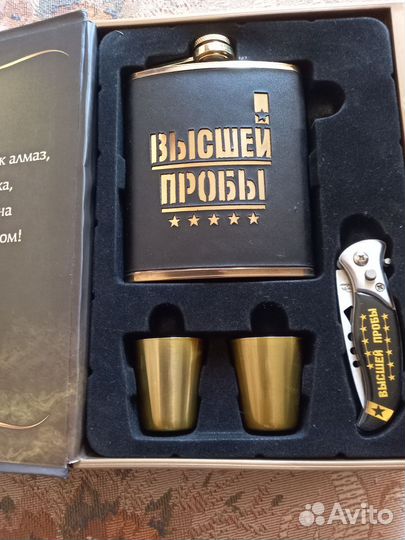 к алмаз,
ка,
на
ом!
ВЫСШЕЙ
ПРОБЫ
ВЫСШЕЙ ПРОБЫ
Avito